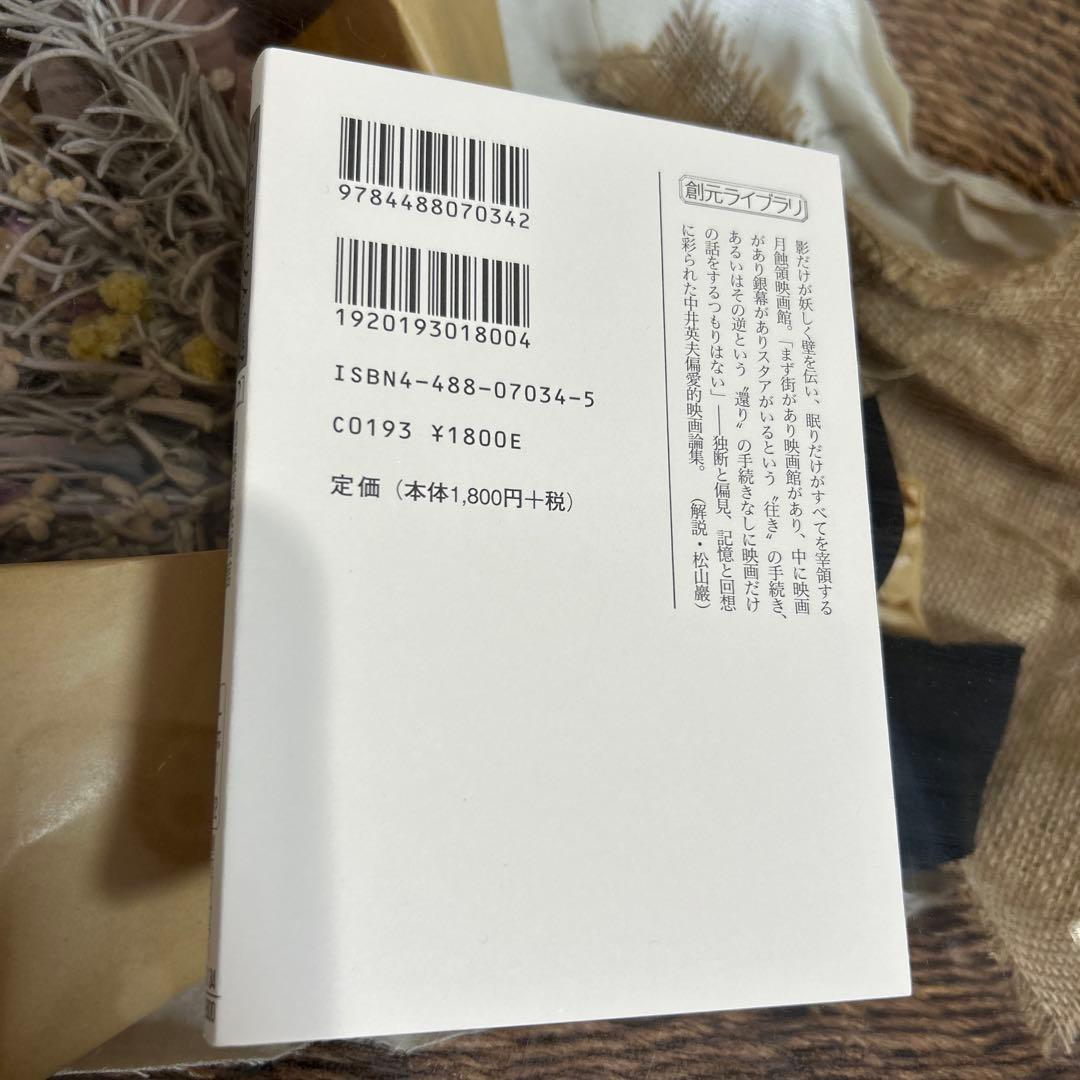 創元ライブラリ
影だけが妖しく壁を伝い、眠りだけがすべてを宰領する
月蝕領映画館。「まず街があり映画館があり、中に映画
があり銀幕がありスタアがいるという〝往き〟の手続き、
あるいはその逆という〝還り〟の手続きなしに映画だけ
の話をするつもりはない」――独断と偏見、記憶と回想
に彩られた中井英夫偏愛的映画論集。（解説・松山巖）
9784488070342
1920193018004
ISBN4-488-07034-5
C0193 ¥1800E
定価（本体1,800円＋税）